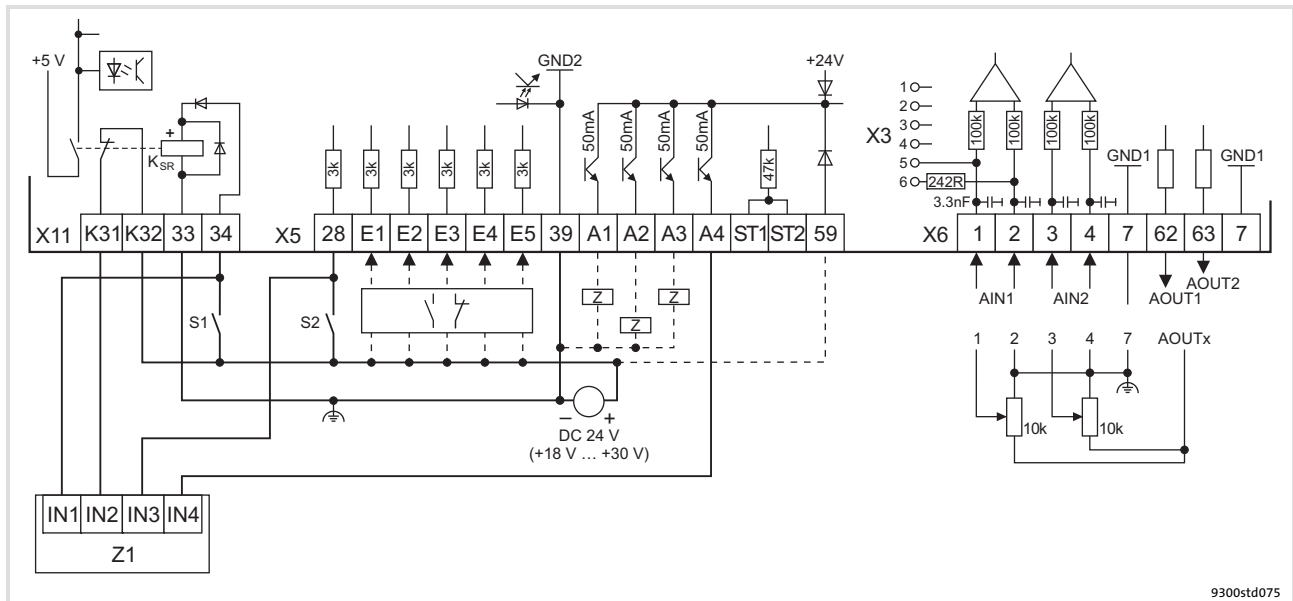 +5 V
GND2
+24V
+
K SR
3k
3k
3k
3k
3k
3k
50mA
50mA
50mA
50mA
47k
1
2
3
4
5
6
X3
242R
3.3nF
100k
100k
100k
100k
GND1
GND1
X11 K31 K32 33 34
X5 28 E1 E2 E3 E4 E5 39 A1 A2 A3 A4 ST1 ST2 59
X6 1 2 3 4 7 62 63 7
S1
S2
Z
Z
Z
AIN1
AIN2
AOUT1
AOUT2
1 2 3 4 7 AOUTx
10k
10k
– +
DC 24 V
(+18 V ... +30 V)
IN1 IN2 IN3 IN4
Z1
9300std075